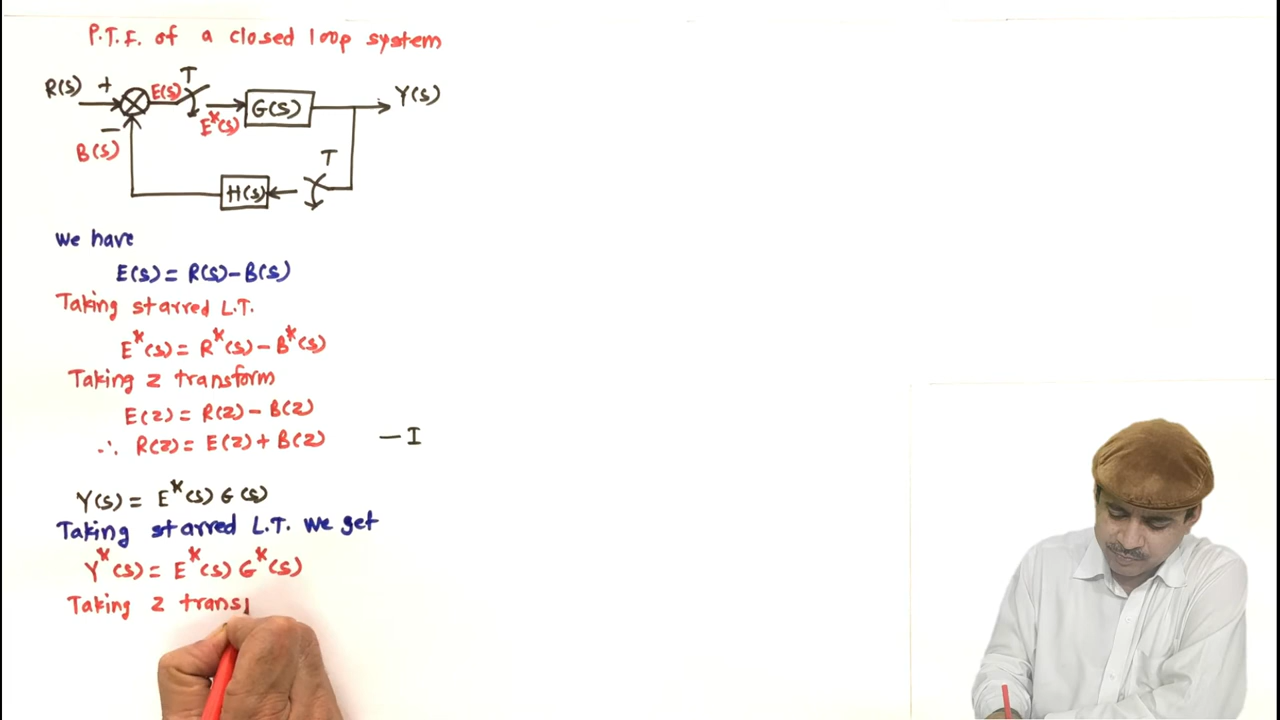 P.T.F. of a closed loop system
R(s) + E(s) T E*(s) G(s) Y(s)
− B(s)
T
H(s)
We have
E(s) = R(s) − B(s)
Taking starred L.T.
E*(s) = R*(s) − B*(s)
Taking z transform
E(z) = R(z) − B(z)
∴ R(z) = E(z) + B(z) — I
Y(s) = E*(s) G(s)
Taking starred L.T. we get
Y*(s) = E*(s) G*(s)
Taking z trans